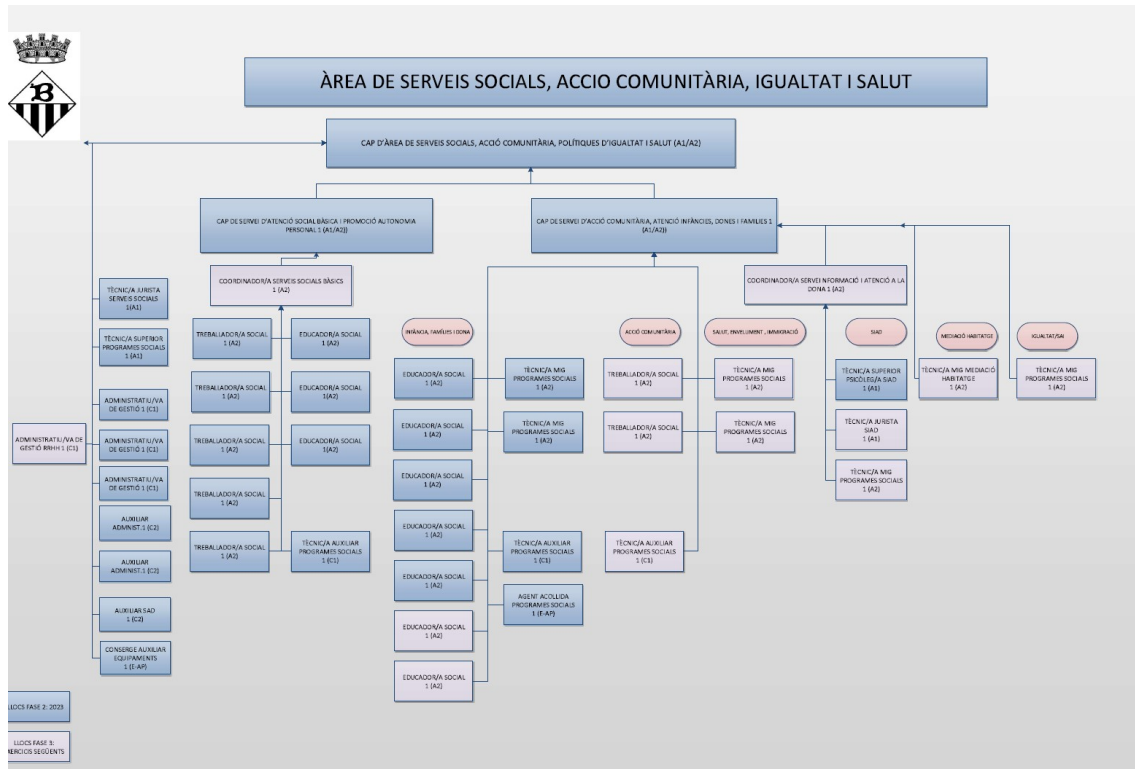 ÀREA DE SERVEIS SOCIALS, ACCIO COMUNITÀRIA, IGUALTAT I SALUT
CAP D'ÀREA DE SERVEIS SOCIALS, ACCIÓ COMUNITÀRIA, POLÍTIQUES D'IGUALTAT I SALUT (A1/A2)
CAP DE SERVEI D'ATENCIÓ SOCIAL BÀSICA I PROMOCIÓ AUTONOMIA
PERSONAL 1 (A1/A2))
CAP DE SERVEI D'ACCIÓ COMUNITÀRIA, ATENCIÓ INFÀNCIES, DONES I FAMILIES 1
(A1/A2))
COORDINADOR/A SERVEIS SOCIALS BÀSICS
1 (A2)
COORDINADOR/A SERVEI NFORMACIÓ I ATENCIÓ A LA
DONA 1 (A2)
TÈCNIC/A JURISTA
SERVEIS SOCIALS
1(A1)
TÈCNIC/A SUPERIOR
PROGRAMES SOCIALS
1 (A1)
ADMINISTRATIU/VA
DE GESTIÓ 1 (C1)
ADMINISTRATIU/VA
DE GESTIÓ 1 (C1)
ADMINISTRATIU/VA
DE GESTIÓ 1 (C1)
AUXILIAR
ADMNIST.1 (C2)
AUXILIAR
ADMINIST.1 (C2)
AUXILIAR SAD
1 (C2)
CONSERGE AUXILIAR
EQUIPAMENTS
1 (E-AP)
ADMINISTRATIU/VA DE
GESTIÓ RRHH 1 (C1)
TREBALLADOR/A SOCIAL
1 (A2)
TREBALLADOR/A SOCIAL
1 (A2)
TREBALLADOR/A SOCIAL
1 (A2)
TREBALLADOR/A SOCIAL
1 (A2)
TREBALLADOR/A SOCIAL
1 (A2)
EDUCADOR/A SOCIAL
1 (A2)
EDUCADOR/A SOCIAL
1(A2)
EDUCADOR/A SOCIAL
1 (A2)
TÈCNIC/A AUXILIAR
PROGRAMES SOCIALS
1 (C1)
INFÀNCIA, FAMÍLIES I DONA
EDUCADOR/A SOCIAL
1 (A2)
EDUCADOR/A SOCIAL
1 (A2)
EDUCADOR/A SOCIAL
1 (A2)
EDUCADOR/A SOCIAL
1 (A2)
EDUCADOR/A SOCIAL
1 (A2)
EDUCADOR/A SOCIAL
1 (A2)
EDUCADOR/A SOCIAL
1 (A2)
TÈCNIC/A MIG
PROGRAMES SOCIALS
1 (A2)
TÈCNIC/A MIG
PROGRAMES SOCIALS
1 (A2)
TÈCNIC/A AUXILIAR
PROGRAMES SOCIALS
1 (C1)
AGENT ACOLLIDA
PROGRAMES SOCIALS
1 (E-AP)
ACCIÓ COMUNITÀRIA
TREBALLADOR/A SOCIAL
1 (A2)
TREBALLADOR/A SOCIAL
1 (A2)
TÈCNIC/A AUXILIAR
PROGRAMES SOCIALS
1 (C1)
SALUT, ENVELLIMENT , IMMIGRACIÓ
TÈCNIC/A MIG
PROGRAMES SOCIALS
1 (A2)
TÈCNIC/A MIG
PROGRAMES SOCIALS
1 (A2)
SIAD
TÈCNIC/A SUPERIOR
PSICÒLEG/A SIAD
1 (A1)
TÈCNIC/A JURISTA
SIAD
1 (A1)
TÈCNIC/A MIG
PROGRAMES SOCIALS
1 (A2)
MEDIACIÓ HABITATGE
TÈCNIC/A MIG MEDIACIÓ
HABITATGE
1 (A2)
IGUALTAT/SAI
TÈCNIC/A MIG
PROGRAMES SOCIALS
1 (A2)
LLOCS FASE 2: 2023
LLOCS FASE 3:
XERCICIS SEGÜENTS